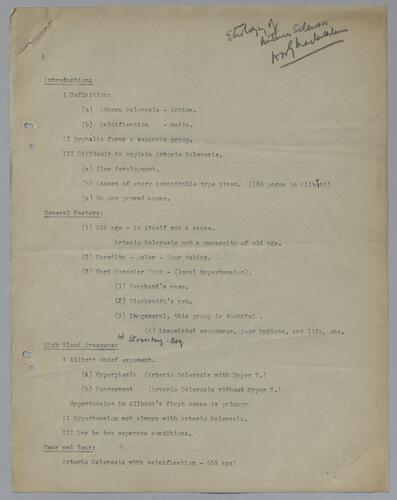 Etiology of
Arterio Sclerosis
Introduction:
I Definition:
(a) Athero Sclerosis - intima.
(b) Calcification - media.
II Syphilis forms a separate group.
III Difficult to explain Arterio Sclerosis.
(a) Slow development.
(b) Causes of every conceivable type given. (154 pages in Allbutt)
(c) No one proved cause.
General Factors:
(1) Old age - in itself not a cause.
Arterio Sclerosis not a necessity of old age.
(2) Heredity - Osler - Poor tubing.
(3) Hard Muscular Work - (local hypertension).
(1) Versband's case.
(2) Blacksmith's arm.
(3) Ingeneral, this group is doubtful .
(A) Associated exposures, poor hygiene, and life, etc.
High Blood Pressure:
I Allbutt chief exponent.
(A) Hyperpiesis (Arterio Sclerosis with Hyper T.)
(b) Decrescent (Arterio Sclerosis without Hyper T.)
Hypertension in Allbutt's first sense is primary.
II Hypertension not always with Arterio Sclerosis.
III May be two separate conditions.
Wear and Tear:
Arterio Sclerosis with calcification - old age?